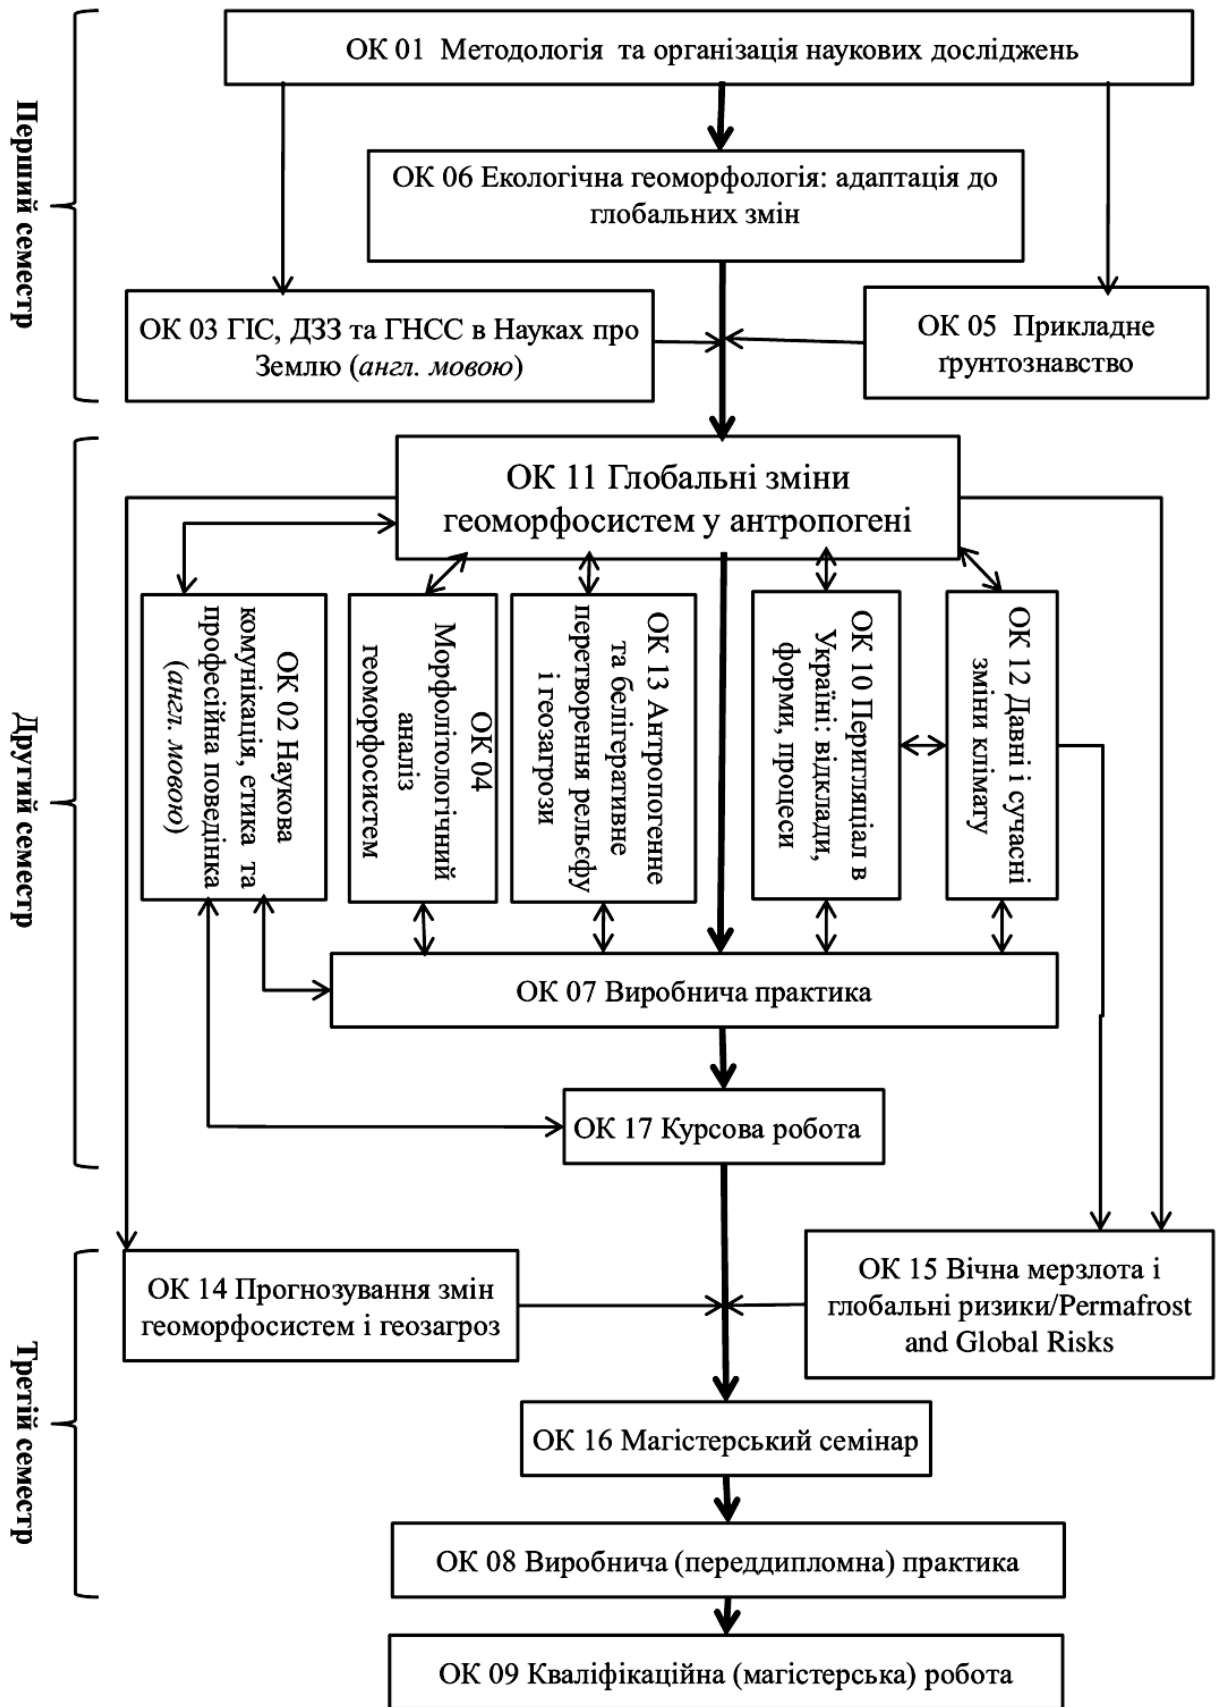 Перший семестр
ОК 01 Методологія та організація наукових досліджень
ОК 06 Екологічна геоморфологія: адаптація до
глобальних змін
ОК 03 ГІС, ДЗЗ та ГНСС в Науках про
Землю (англ. мовою)
ОК 05 Прикладне
ґрунтознавство
Другий семестр
ОК 11 Глобальні зміни
геоморфосистем у антропогені
ОК 02 Наукова
комунікація, етика та
професійна поведінка
(англ. мовою)
ОК 04
Морфолітологічний
аналіз
геоморфосистем
ОК 13 Антропогенне
та белігеративне
перетворення рельєфу
і геозагрози
ОК 10 Перигляціал в
Україні: відклади,
форми, процеси
ОК 12 Давні і сучасні
зміни клімату
ОК 07 Виробнича практика
ОК 17 Курсова робота
Третій семестр
ОК 14 Прогнозування змін
геоморфосистем і геозагроз
ОК 15 Вічна мерзлота і
глобальні ризики/Permafrost
and Global Risks
ОК 16 Магістерський семінар
ОК 08 Виробнича (переддипломна) практика
ОК 09 Кваліфікаційна (магістерська) робота